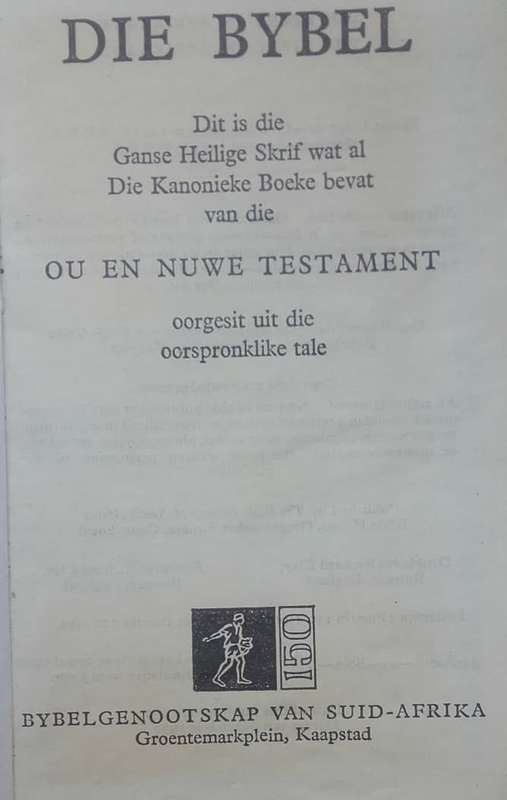 DIE BYBEL
Dit is die
Ganse Heilige Skrif wat al
Die Kanonieke Boeke bevat
van die
OU EN NUWE TESTAMENT
oorgesit uit die
oorspronklike tale
150
BYBELGENOOTSKAP VAN SUID-AFRIKA
Groentemarkplein, Kaapstad